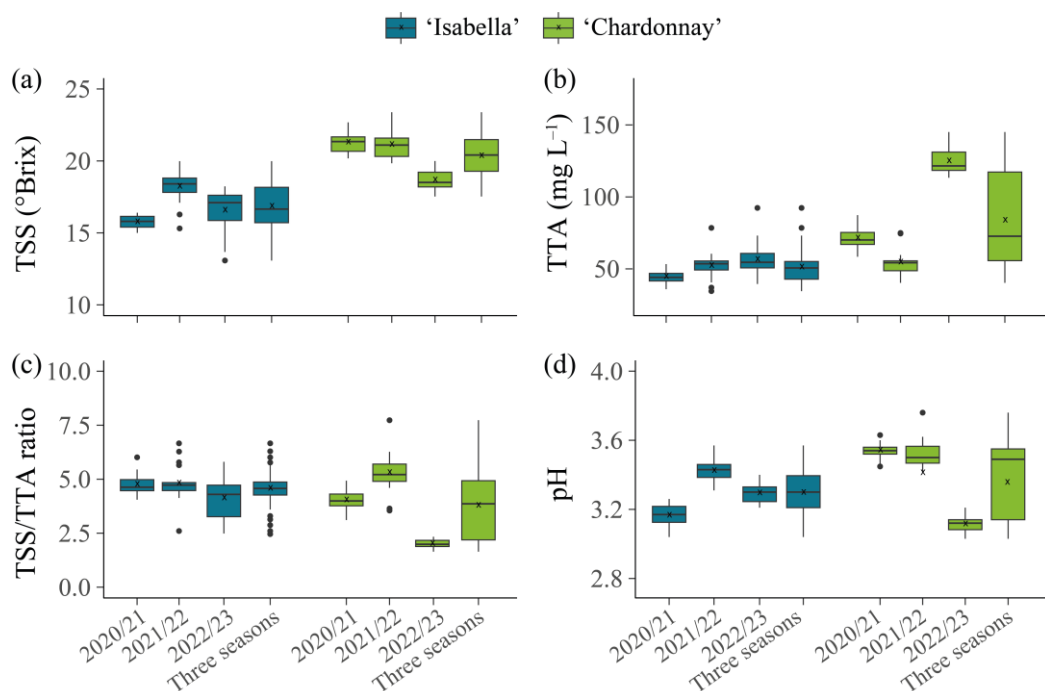 ‘Isabella’ ‘Chardonnay’
(a)
TSS (°Brix)
25
20
15
10
(b)
TTA (mg L⁻¹)
150
100
50
(c)
TSS/TTA ratio
10.0
7.5
5.0
2.5
0.0
2020/21
2021/22
2022/23
Three seasons
2020/21
2021/22
2022/23
Three seasons
(d)
pH
4.0
3.6
3.2
2.8
2020/21
2021/22
2022/23
Three seasons
2020/21
2021/22
2022/23
Three seasons